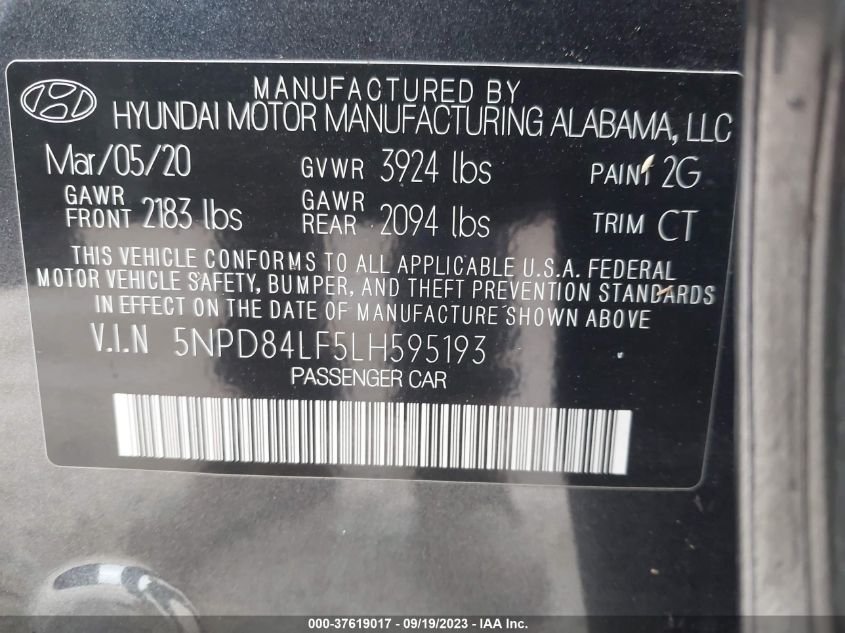 MANUFACTURED BY
HYUNDAI MOTOR MANUFACTURING ALABAMA, LLC
Mar/05/20 GVWR 3924 lbs PAINT 2G
GAWR FRONT 2183 lbs GAWR REAR 2094 lbs TRIM CT
THIS VEHICLE CONFORMS TO ALL APPLICABLE U.S.A. FEDERAL
MOTOR VEHICLE SAFETY, BUMPER, AND THEFT PREVENTION STANDARDS
IN EFFECT ON THE DATE OF MANUFACTURE SHOWN ABOVE
V.I.N 5NPD84LF5LH595193
PASSENGER CAR
000-37619017 - 09/19/2023 - IAA Inc.